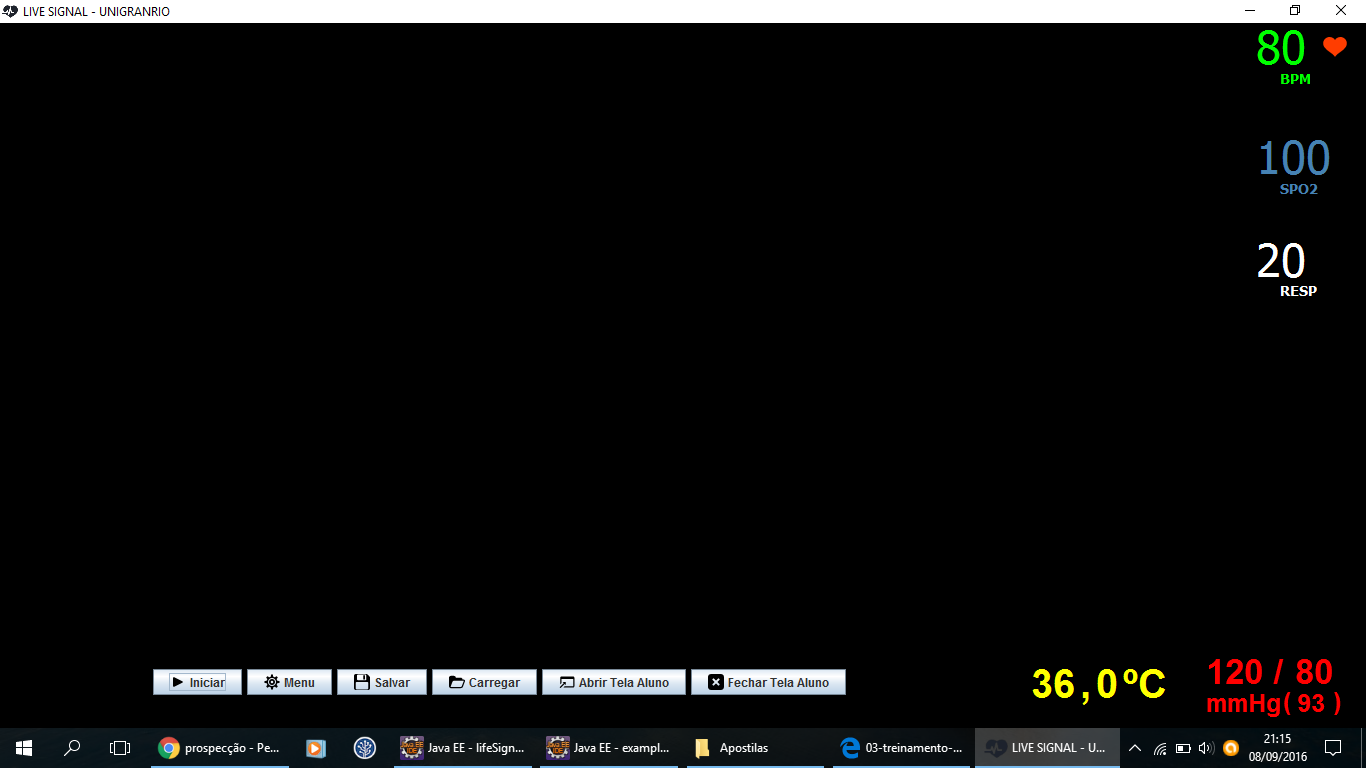 LIVE SIGNAL - UNIGRANRIO
80
BPM
100
SPO2
20
RESP
Iniciar
Menu
Salvar
Carregar
Abrir Tela Aluno
Fechar Tela Aluno
36,0ºC
120 / 80
mmHg( 93 )
prospecção - Pe...
Java EE - lifeSign...
Java EE - exampl...
Apostilas
03-treinamento-...
LIVE SIGNAL - U...
21:15
08/09/2016